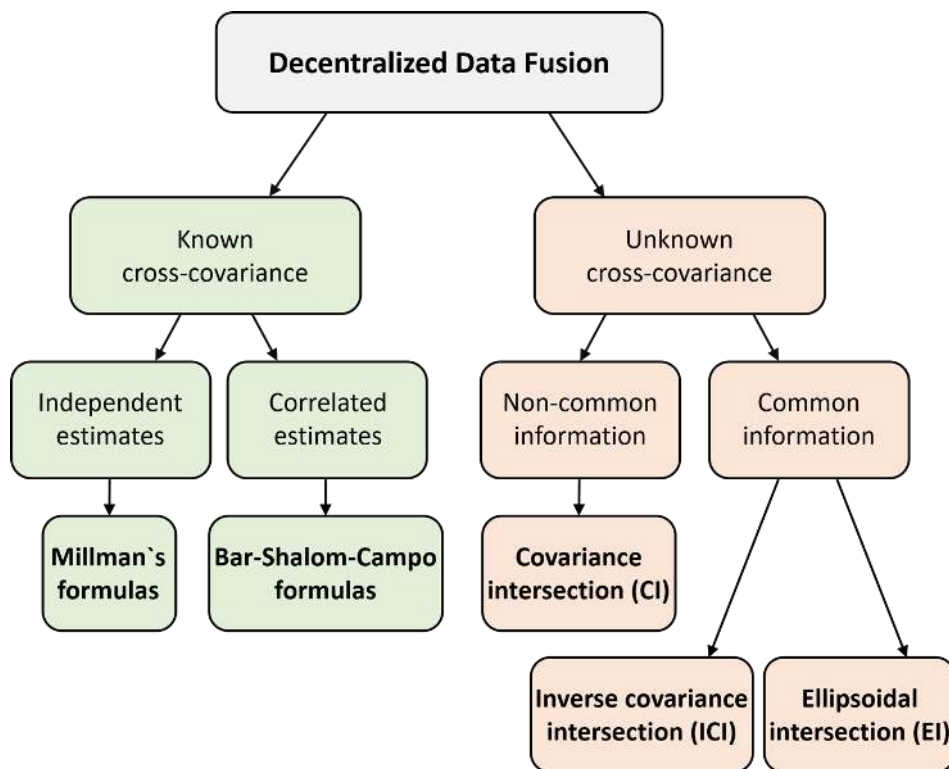 Decentralized Data Fusion
Known
cross-covariance
Unknown
cross-covariance
Independent
estimates
Correlated
estimates
Non-common
information
Common
information
Millman`s
formulas
Bar-Shalom-Campo
formulas
Covariance
intersection (CI)
Inverse covariance
intersection (ICI)
Ellipsoidal
intersection (EI)